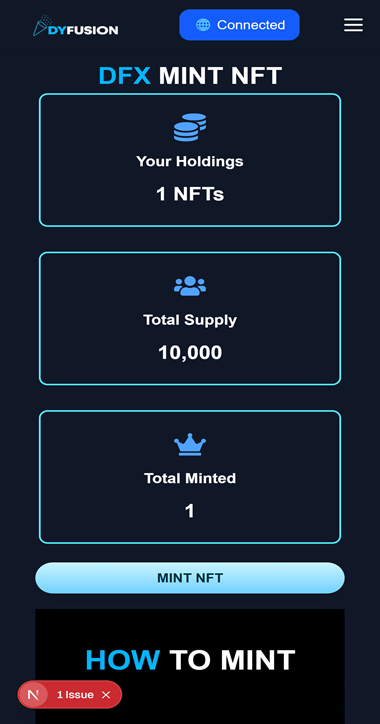 DYFUSION
Connected
DFX MINT NFT
Your Holdings
1 NFTs
Total Supply
10,000
Total Minted
1
MINT NFT
HOW TO MINT
N 1 Issue